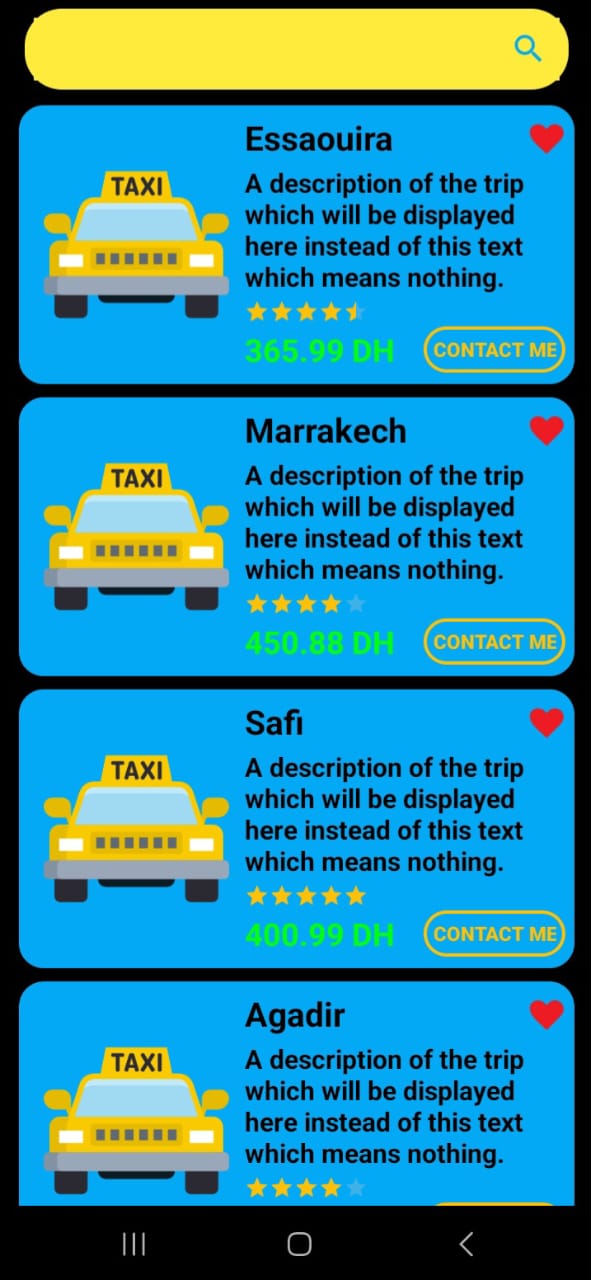 Essaouira
TAXI
A description of the trip
which will be displayed
here instead of this text
which means nothing.
365.99 DH
CONTACT ME
Marrakech
TAXI
A description of the trip
which will be displayed
here instead of this text
which means nothing.
450.88 DH
CONTACT ME
Safi
TAXI
A description of the trip
which will be displayed
here instead of this text
which means nothing.
400.99 DH
CONTACT ME
Agadir
TAXI
A description of the trip
which will be displayed
here instead of this text
which means nothing.